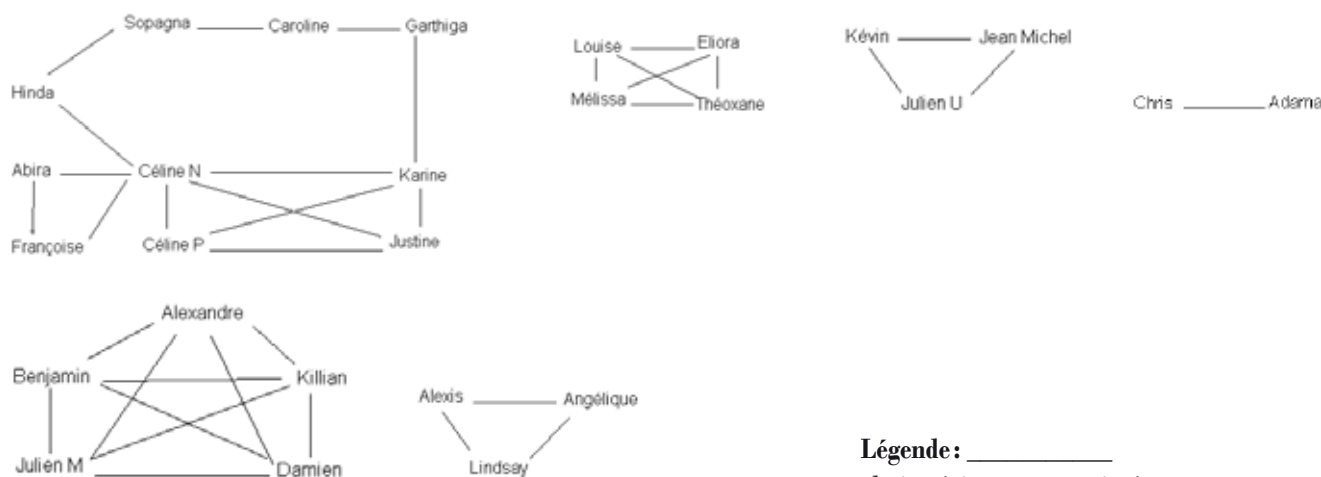 Sopagna Caroline Garthiga
Louise Eliora
Kévin Jean Michel
Hinda
Mélissa Théoxane
Julien U
Chris Adama
Abira Céline N Karine
Françoise Céline P Justine
Alexandre
Benjamin Killian
Alexis Angélique
Julien M Damien
Lindsay
Légende: